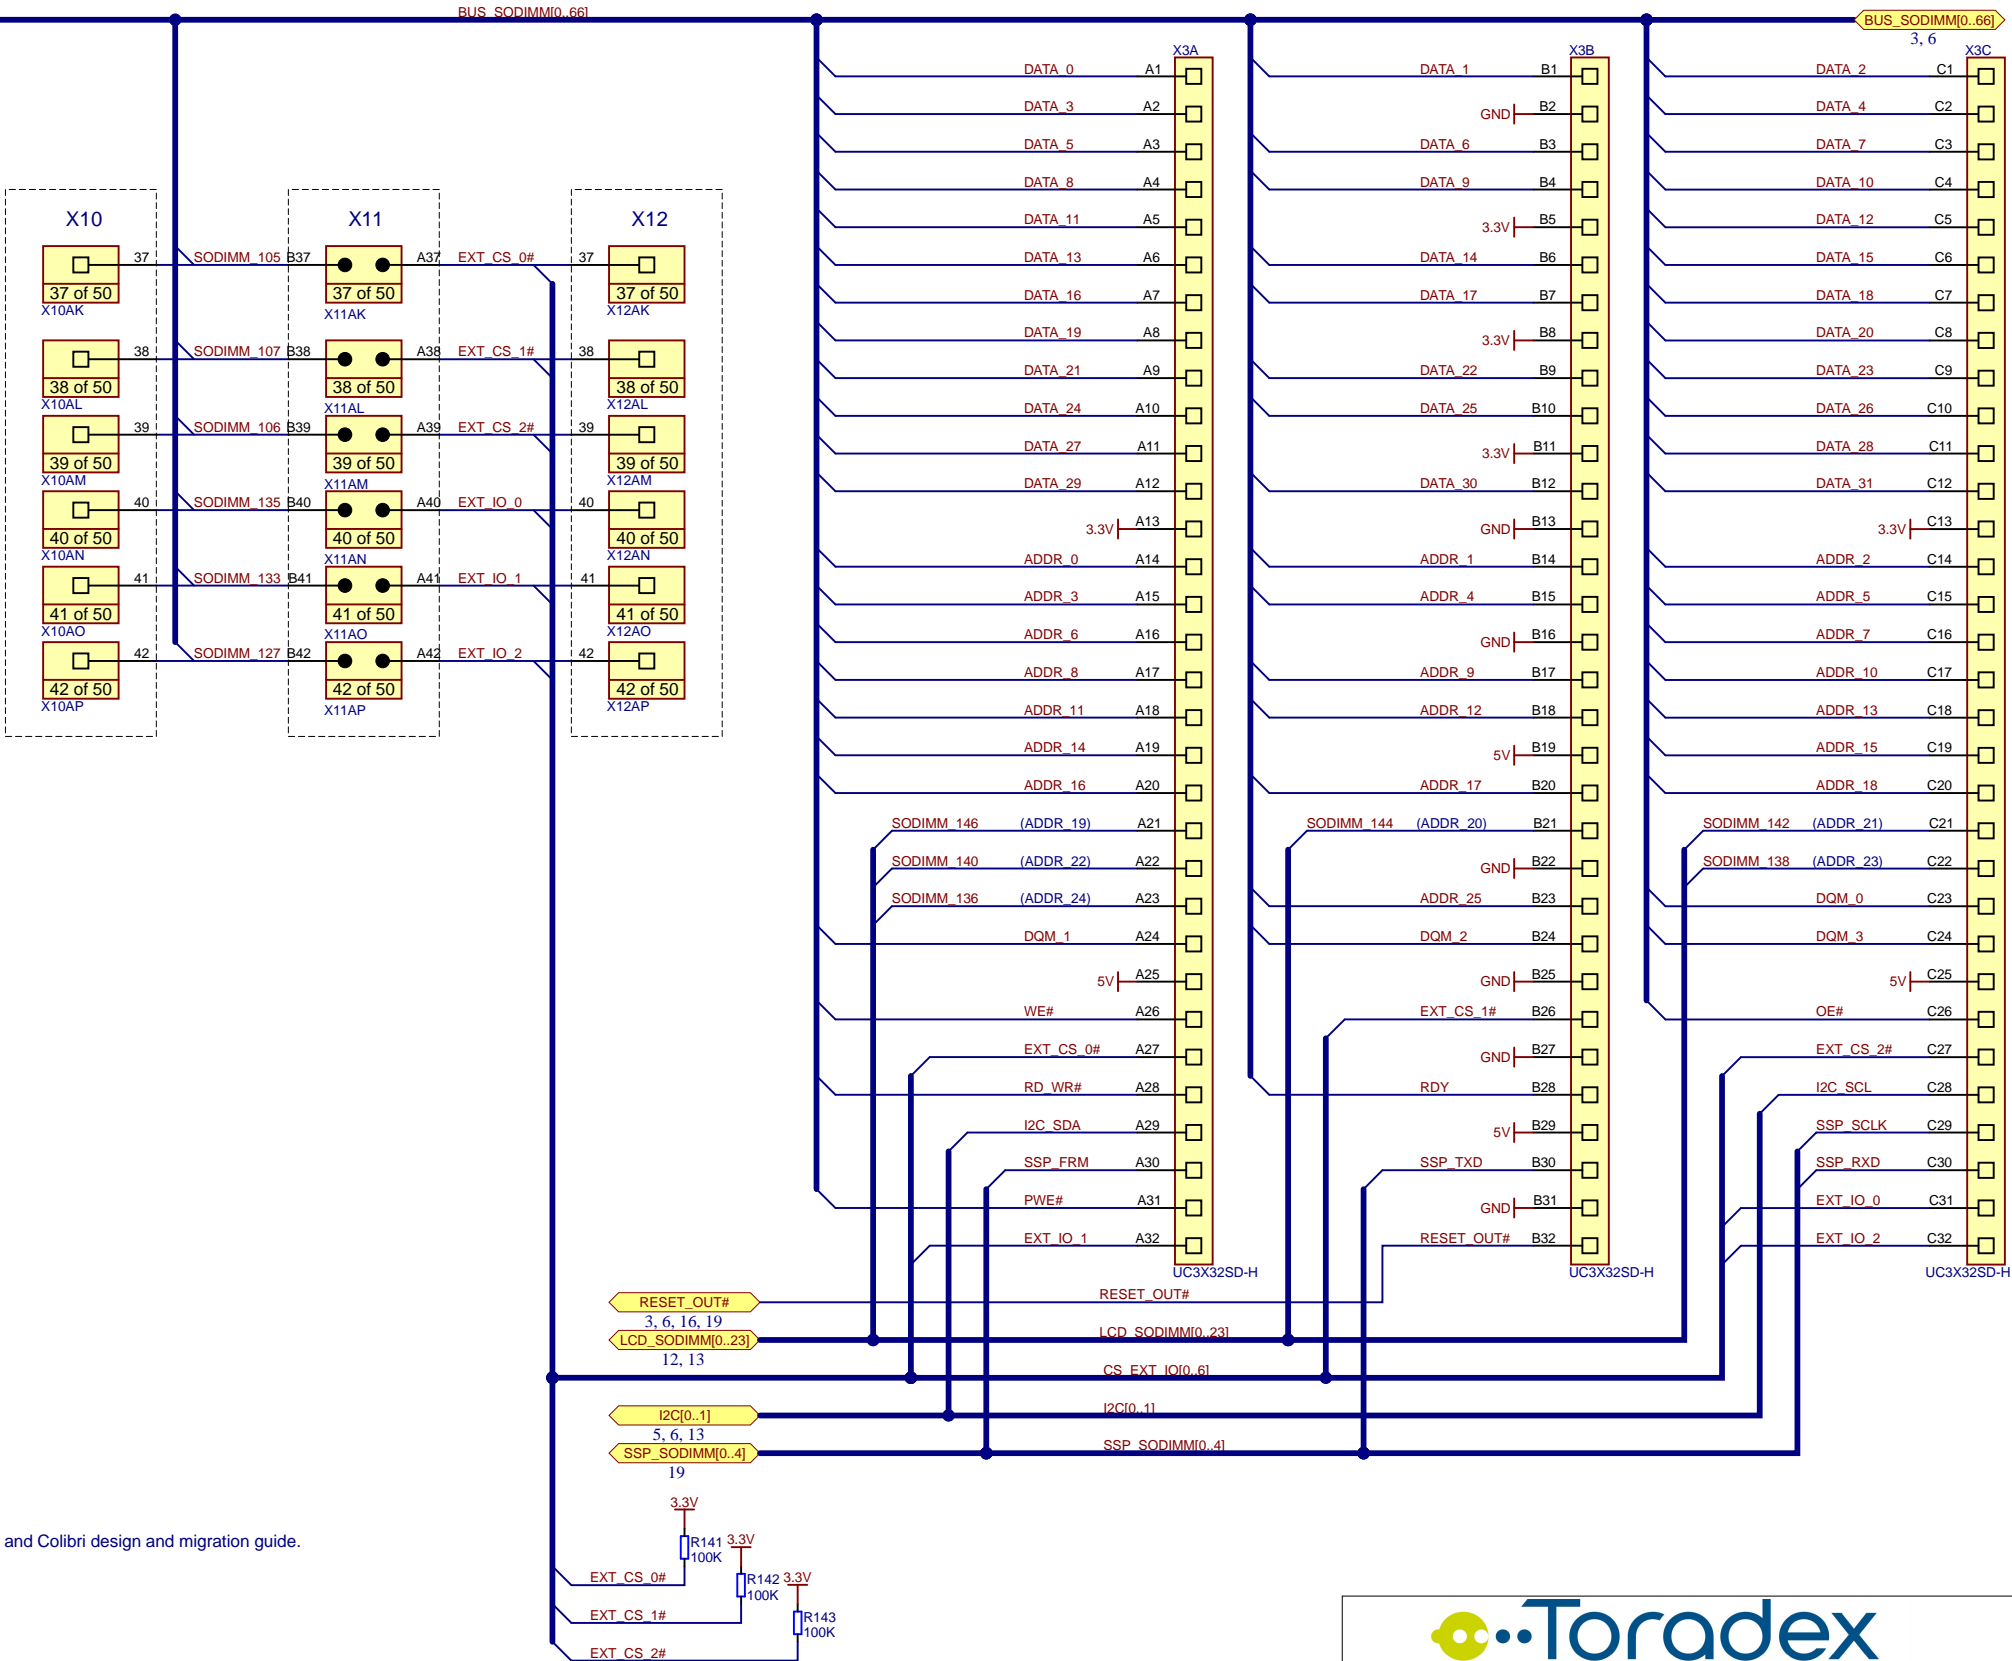 BUS_SODIMM[0..66]
BUS_SODIMM[0..66]
3, 6
X3A
X3B
X3C
DATA_0 A1
DATA_1 B1
DATA_2 C1
DATA_3 A2
GND B2
DATA_4 C2
DATA_5 A3
DATA_6 B3
DATA_7 C3
DATA_8 A4
DATA_9 B4
DATA_10 C4
DATA_11 A5
3.3V B5
DATA_12 C5
DATA_13 A6
DATA_14 B6
DATA_15 C6
DATA_16 A7
DATA_17 B7
DATA_18 C7
DATA_19 A8
3.3V B8
DATA_20 C8
DATA_21 A9
DATA_22 B9
DATA_23 C9
DATA_24 A10
DATA_25 B10
DATA_26 C10
DATA_27 A11
3.3V B11
DATA_28 C11
DATA_29 A12
DATA_30 B12
DATA_31 C12
3.3V A13
GND B13
3.3V C13
ADDR_0 A14
ADDR_1 B14
ADDR_2 C14
ADDR_3 A15
ADDR_4 B15
ADDR_5 C15
ADDR_6 A16
GND B16
ADDR_7 C16
ADDR_8 A17
ADDR_9 B17
ADDR_10 C17
ADDR_11 A18
ADDR_12 B18
ADDR_13 C18
ADDR_14 A19
5V B19
ADDR_15 C19
ADDR_16 A20
ADDR_17 B20
ADDR_18 C20
SODIMM_146 (ADDR_19) A21
SODIMM_144 (ADDR_20) B21
SODIMM_142 (ADDR_21) C21
SODIMM_140 (ADDR_22) A22
GND B22
SODIMM_138 (ADDR_23) C22
SODIMM_136 (ADDR_24) A23
ADDR_25 B23
DQM_0 C23
DQM_1 A24
DQM_2 B24
DQM_3 C24
5V A25
GND B25
5V C25
WE# A26
EXT_CS_1# B26
OE# C26
EXT_CS_0# A27
GND B27
EXT_CS_2# C27
RD_WR# A28
RDY B28
I2C_SCL C28
I2C_SDA A29
5V B29
SSP_SCLK C29
SSP_FRM A30
SSP_TXD B30
SSP_RXD C30
PWE# A31
GND B31
EXT_IO_0 C31
EXT_IO_1 A32
RESET_OUT# B32
EXT_IO_2 C32
UC3X32SD-H
UC3X32SD-H
UC3X32SD-H
X10
X11
X12
37 SODIMM_105 B37 A37 EXT_CS_0# 37
37 of 50
37 of 50
37 of 50
X10AK
X11AK
X12AK
38 SODIMM_107 B38 A38 EXT_CS_1# 38
38 of 50
38 of 50
38 of 50
X10AL
X11AL
X12AL
39 SODIMM_106 B39 A39 EXT_CS_2# 39
39 of 50
39 of 50
39 of 50
X10AM
X11AM
X12AM
40 SODIMM_135 B40 A40 EXT_IO_0 40
40 of 50
40 of 50
40 of 50
X10AN
X11AN
X12AN
41 SODIMM_133 B41 A41 EXT_IO_1 41
41 of 50
41 of 50
41 of 50
X10AO
X11AO
X12AO
42 SODIMM_127 B42 A42 EXT_IO_2 42
42 of 50
42 of 50
42 of 50
X10AP
X11AP
X12AP
RESET_OUT#
RESET_OUT#
3, 6, 16, 19
LCD_SODIMM[0..23]
LCD_SODIMM[0..23]
12, 13
CS_EXT_IO[0..6]
I2C[0..1]
I2C[0..1]
5, 6, 13
SSP_SODIMM[0..4]
SSP_SODIMM[0..4]
19
and Colibri design and migration guide.
3.3V
R141
100K
3.3V
EXT_CS_0#
R142
100K
3.3V
EXT_CS_1#
R143
100K
EXT_CS_2#
Toradex